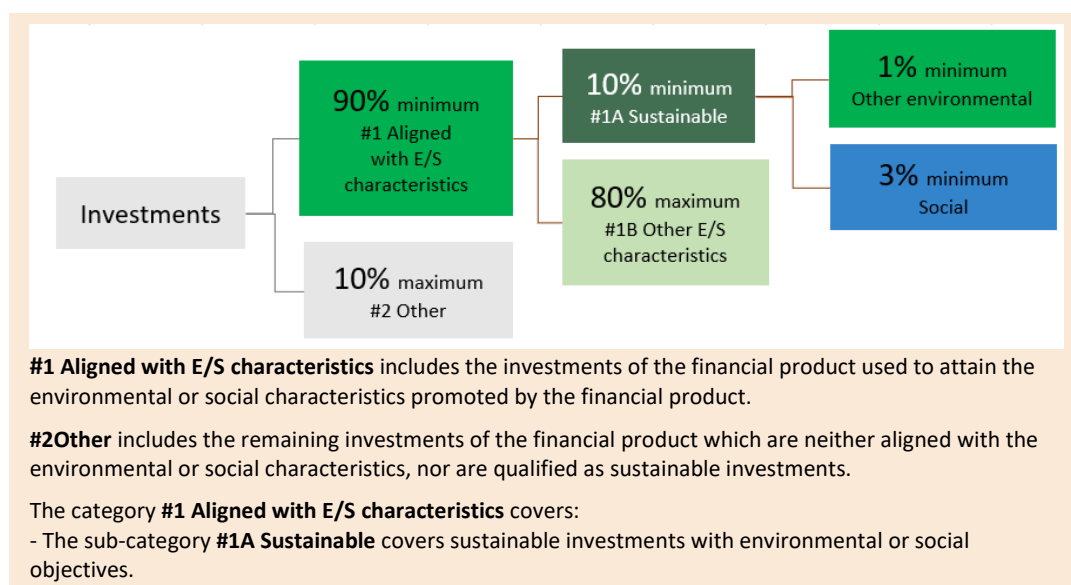 90% minimum
#1 Aligned
with E/S
characteristics
10% minimum
#1A Sustainable
1% minimum
Other environmental
3% minimum
Social
Investments
80% maximum
#1B Other E/S
characteristics
10% maximum
#2 Other
#1 Aligned with E/S characteristics includes the investments of the financial product used to attain the
environmental or social characteristics promoted by the financial product.
#2Other includes the remaining investments of the financial product which are neither aligned with the
environmental or social characteristics, nor are qualified as sustainable investments.
The category #1 Aligned with E/S characteristics covers:
- The sub-category #1A Sustainable covers sustainable investments with environmental or social
objectives.